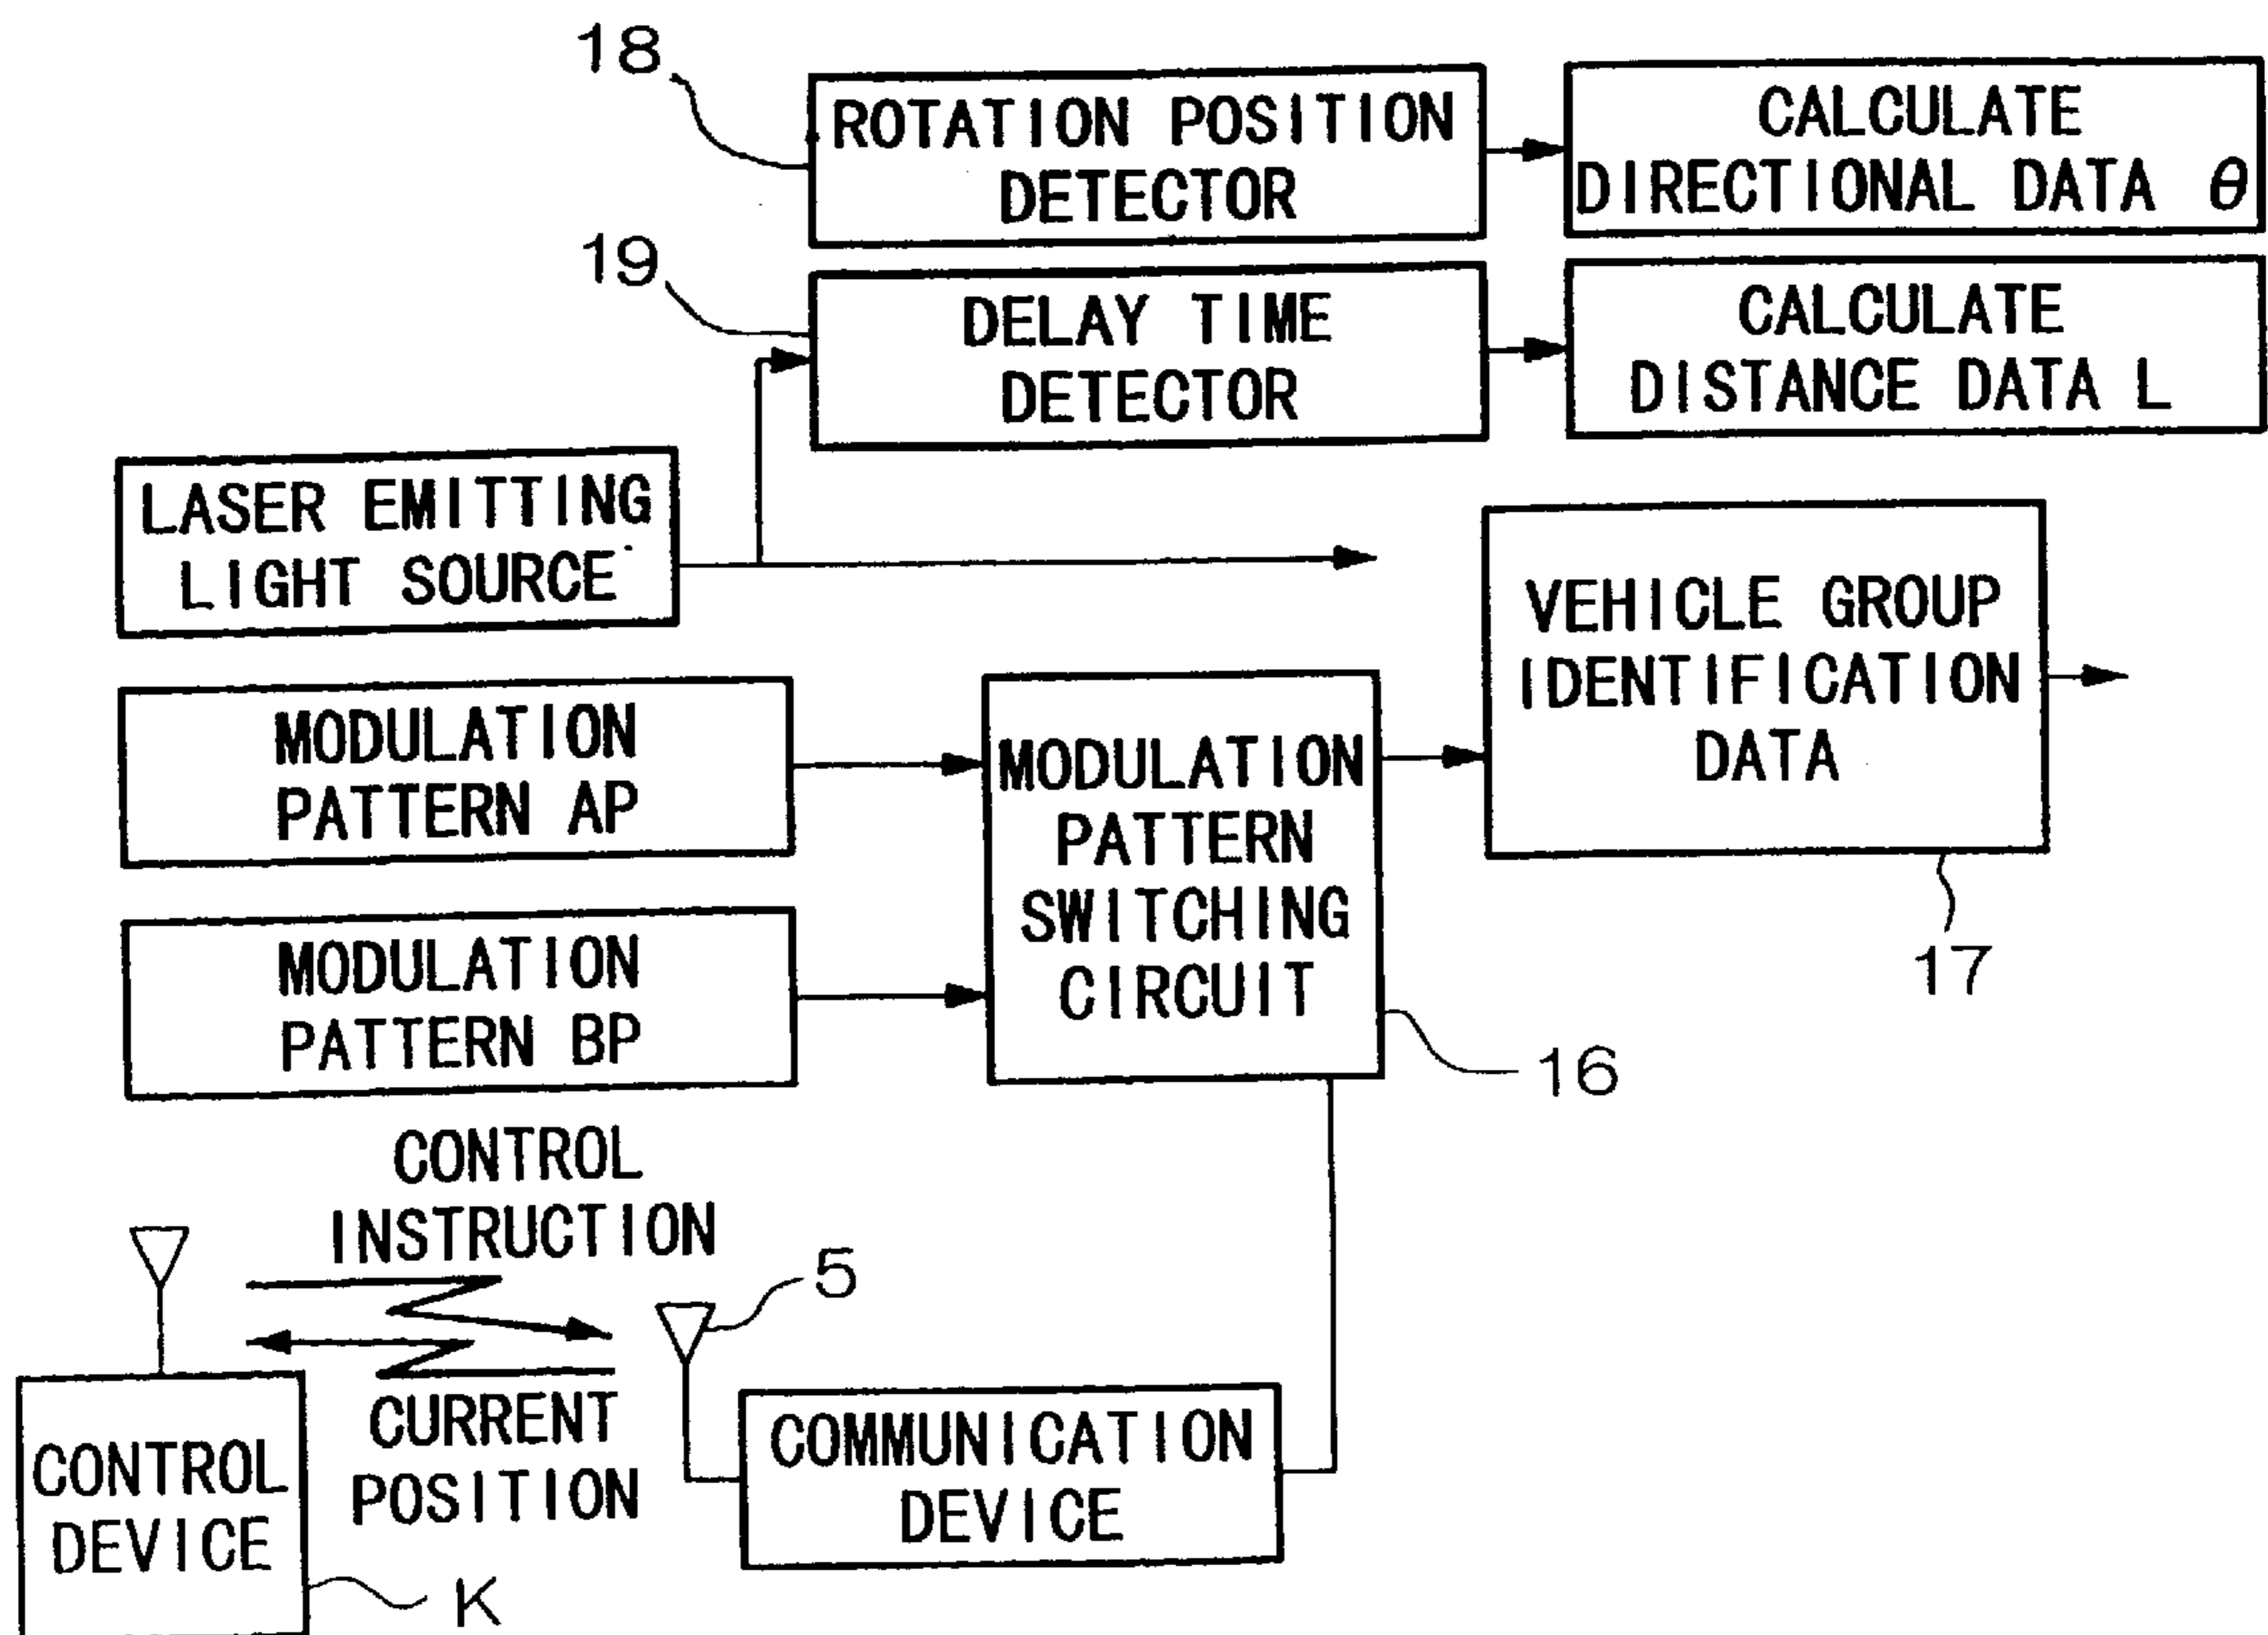 18
ROTATION POSITION
DETECTOR
CALCULATE
DIRECTIONAL DATA θ
19
DELAY TIME
DETECTOR
CALCULATE
DISTANCE DATA L
LASER EMITTING
LIGHT SOURCE
VEHICLE GROUP
IDENTIFICATION
DATA
17
MODULATION
PATTERN AP
MODULATION
PATTERN
SWITCHING
CIRCUIT
16
MODULATION
PATTERN BP
CONTROL
INSTRUCTION
5
CURRENT
POSITION
CONTROL
DEVICE
K
COMMUNICATION
DEVICE